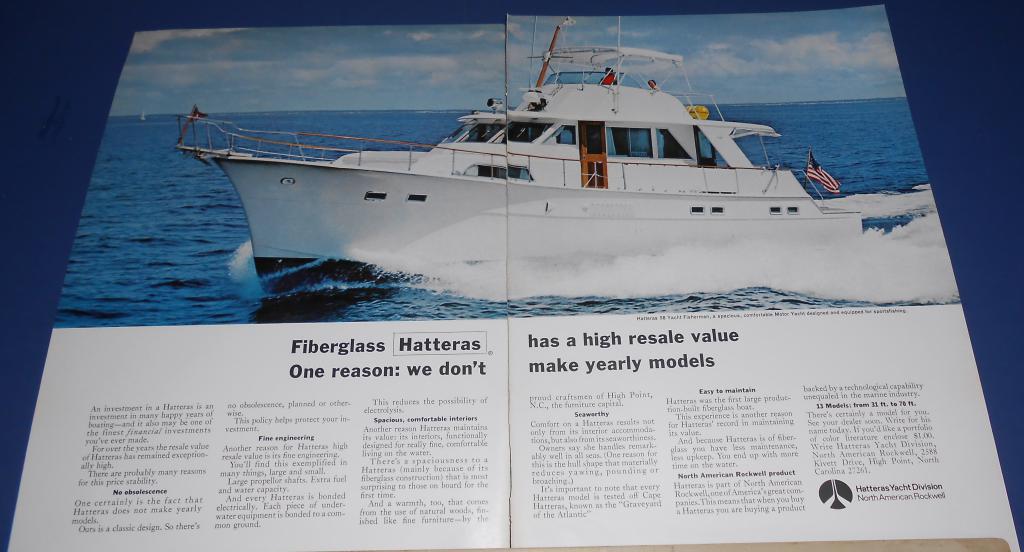 Hatteras 58 Yacht Fisherman, a spacious, comfortable Motor Yacht designed and equipped for sportsfishing.
Fiberglass Hatteras® has a high resale value
One reason: we don't make yearly models
An investment in a Hatteras is an
investment in many happy years of
boating—and it also may be one of
the finest financial investments
you've ever made.
For over the years the resale value
of Hatteras has remained exception-
ally high.
There are probably many reasons
for this price stability.
No obsolescence
One certainly is the fact that
Hatteras does not make yearly
models.
Ours is a classic design. So there's
no obsolescence, planned or other-
wise.
This policy helps protect your in-
vestment.
Fine engineering
Another reason for Hatteras high
value is its fine engineering.
You'll find this exemplified in
many things, large and small.
Large propellor shafts. Extra fuel
and water capacity.
And every Hatteras is bonded
electrically. Each piece of under-
water equipment is bonded to a com-
mon ground.
This reduces the possibility of
electrolysis.
Spacious, comfortable interiors
Another reason Hatteras maintains
its value: its interiors, functionally
designed for really fine, comfortable
living on the water.
There's a spaciousness to a
Hatteras (mainly because of its
fiberglass construction) that is most
surprising to those on board for the
first time.
And a warmth, too, that comes
from the use of natural woods, fin-
ished like fine furniture—by the
proud craftsmen of High Point,
N.C., the furniture capital.
Seaworthy
Comfort on a Hatteras results not
only from its interior accommoda-
tions, but also from its seaworthiness.
Owners say she handles remark-
ably well in all seas. (One reason for
this is the hull shape that materially
reduces yawing, pounding or
broaching.)
It's important to note that every
Hatteras model is tested off Cape
Hatteras, known as the "Graveyard
of the Atlantic"
Easy to maintain
Hatteras was the first large produc-
tion-built fiberglass boat.
This experience is another reason
for Hatteras' record in maintaining
its value.
And because Hatteras is of fiber-
glass you have less maintenance,
less upkeep. You end up with more
time on the water.
North American Rockwell product
Hatteras is part of North American
Rockwell, one of America's great com-
panies. This means that when you buy
a Hatteras you are buying a product
backed by a technological capability
unequaled in the marine industry.
13 Models: from 31 ft. to 70 ft.
There's certainly a model for you.
See your dealer soon. Write for his
name today. If you'd like a portfolio
of color literature enclose $1.00.
Write Hatteras Yacht Division,
North American Rockwell, 2588
Kivett Drive, High Point, North
Carolina 27261.
Hatteras Yacht Division
North American Rockwell